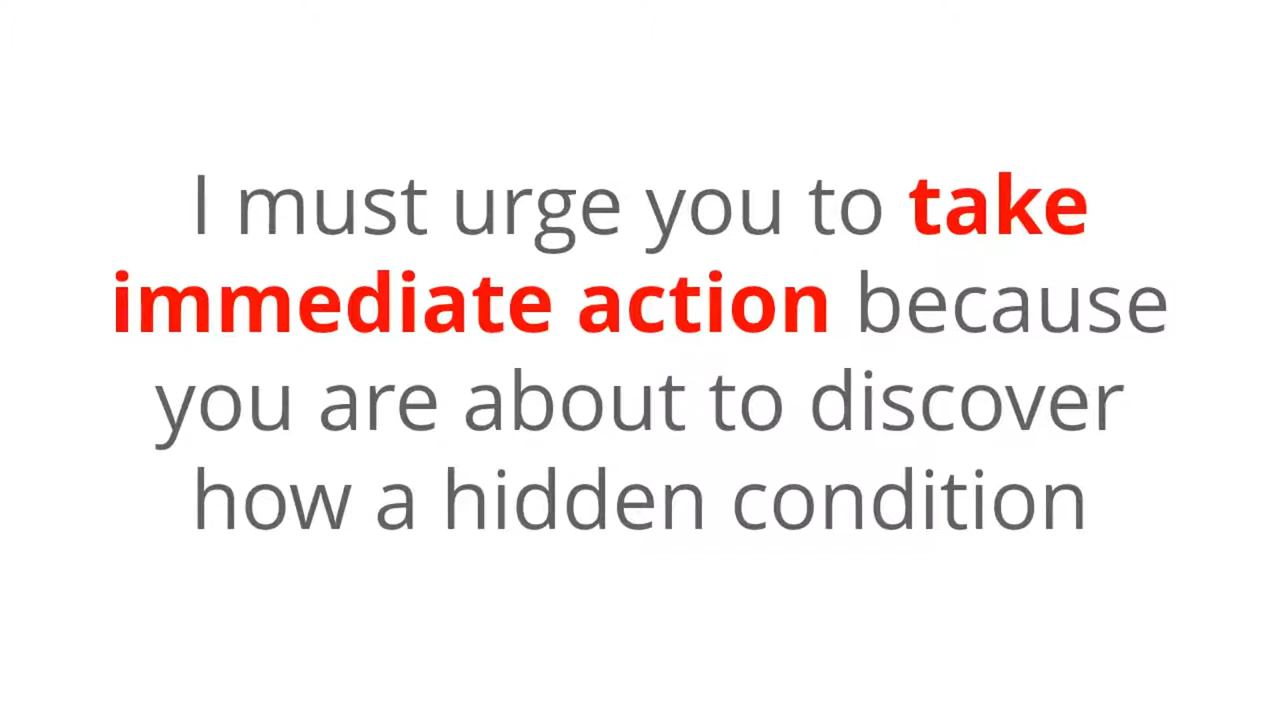 I must urge you to take
immediate action because
you are about to discover
how a hidden condition